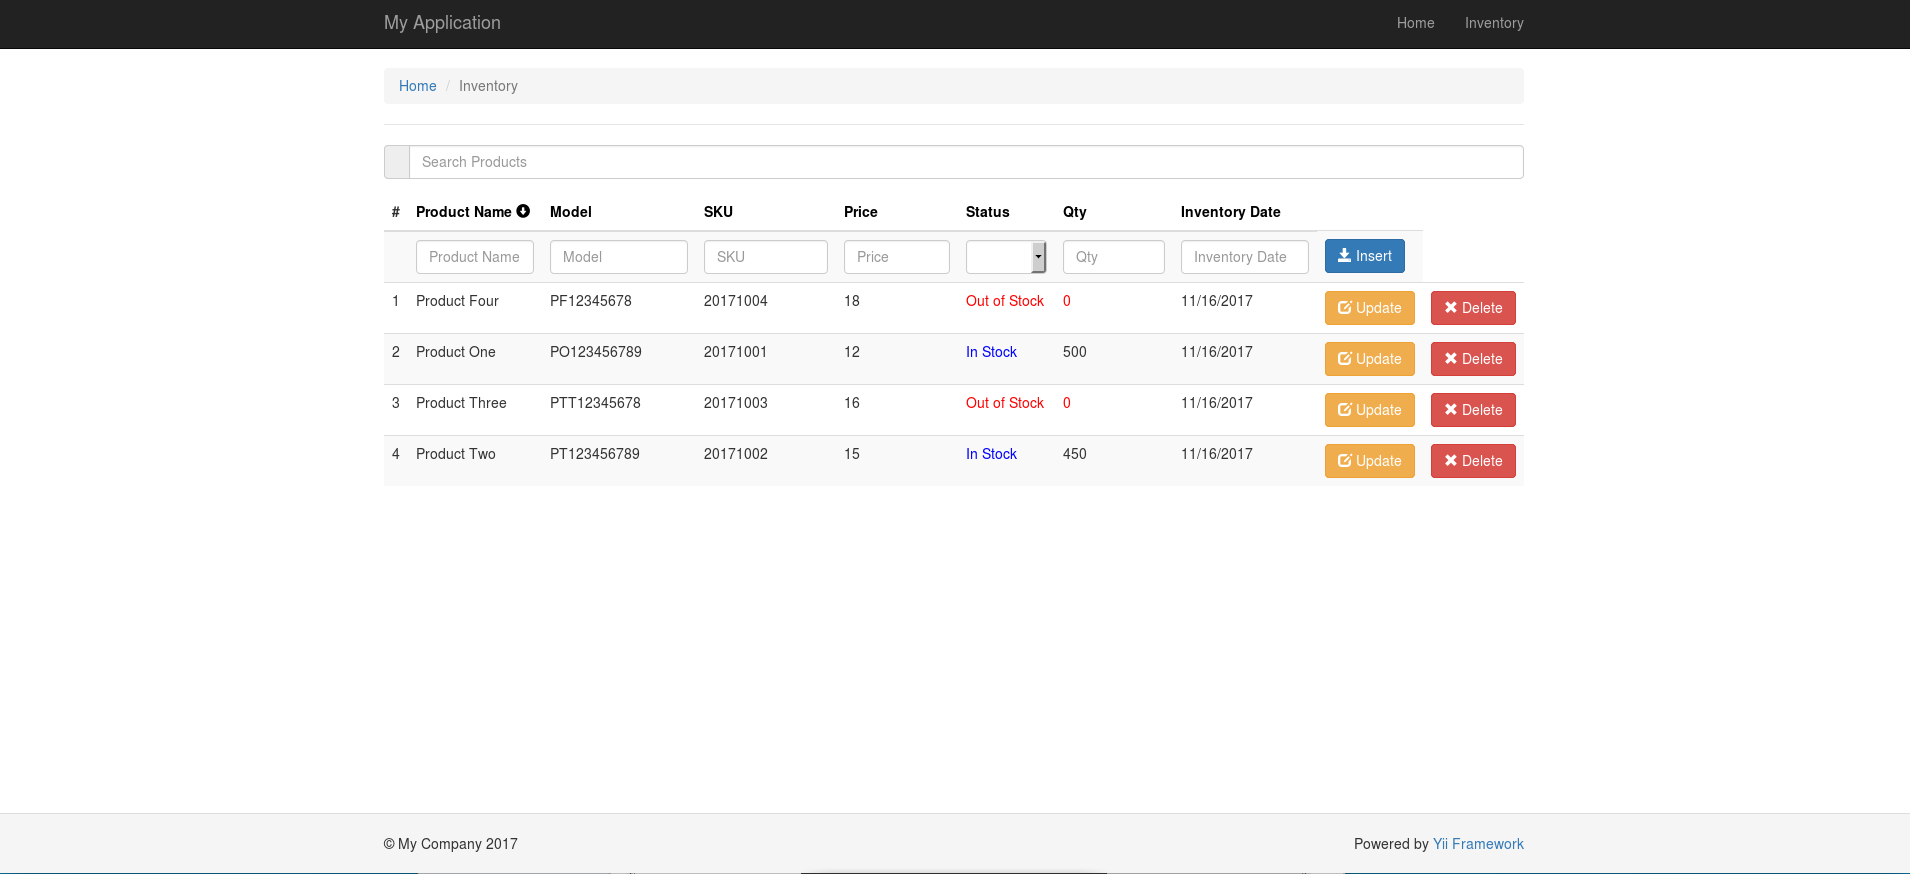 My Application Home Inventory
Home / Inventory
Search Products
# Product Name Model SKU Price Status Qty Inventory Date
Product Name Model SKU Price Qty Inventory Date Insert
1 Product Four PF12345678 20171004 18 Out of Stock 0 11/16/2017 Update Delete
2 Product One PO123456789 20171001 12 In Stock 500 11/16/2017 Update Delete
3 Product Three PTT12345678 20171003 16 Out of Stock 0 11/16/2017 Update Delete
4 Product Two PT123456789 20171002 15 In Stock 450 11/16/2017 Update Delete
© My Company 2017 Powered by Yii Framework